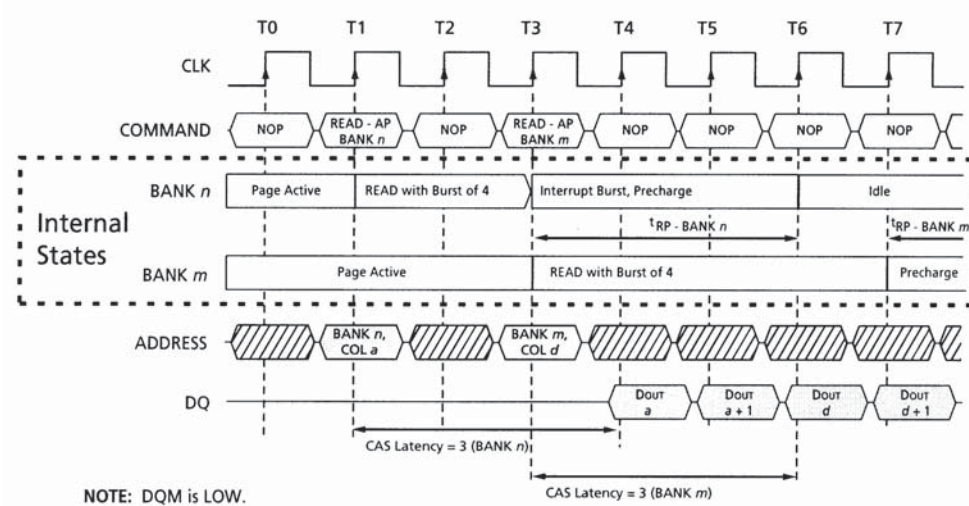 T0 T1 T2 T3 T4 T5 T6 T7
CLK
COMMAND NOP READ - AP BANK n NOP READ - AP BANK m NOP NOP NOP NOP
BANK n Page Active READ with Burst of 4 Interrupt Burst, Precharge Idle
Internal States
tRP - BANK n tRP - BANK m
BANK m Page Active READ with Burst of 4 Precharge
ADDRESS BANK n, COL a BANK m, COL d
DQ DOUT a DOUT a + 1 DOUT d DOUT d + 1
CAS Latency = 3 (BANK n)
CAS Latency = 3 (BANK m)
NOTE: DQM is LOW.